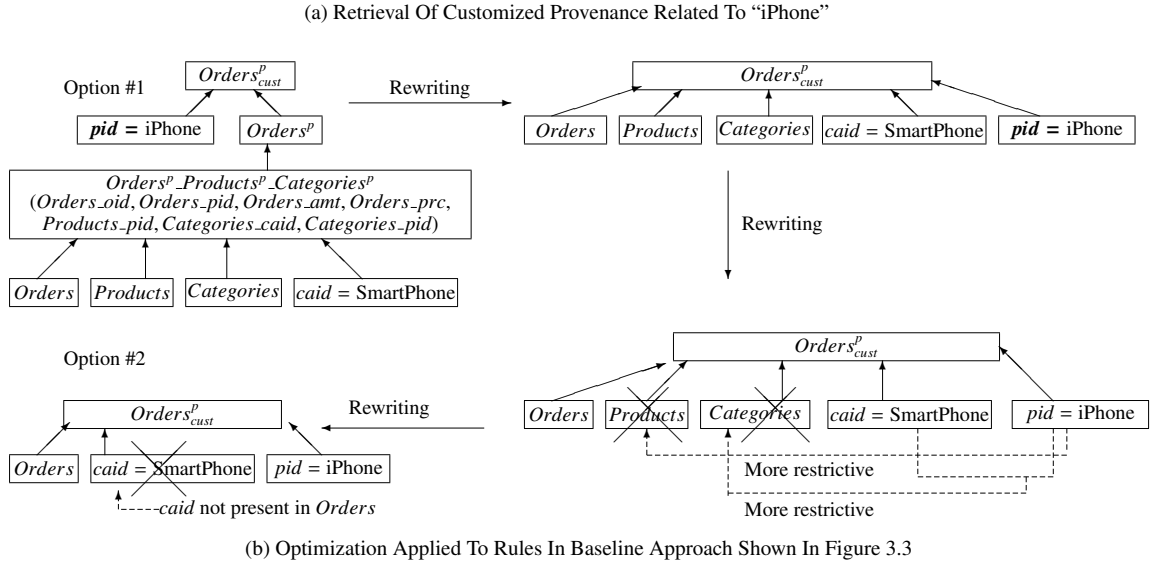 (a) Retrieval Of Customized Provenance Related To “iPhone”
Option #1
Orders^p_cust
pid = iPhone
Orders^p
Orders^p_Products^p_Categories^p
(Orders_oid, Orders_pid, Orders_amt, Orders_prc,
Products_pid, Categories_caid, Categories_pid)
Orders
Products
Categories
caid = SmartPhone
Rewriting
Orders^p_cust
Orders
Products
Categories
caid = SmartPhone
pid = iPhone
Rewriting
Orders^p_cust
Orders
Products
Categories
caid = SmartPhone
pid = iPhone
More restrictive
More restrictive
Rewriting
Option #2
Orders^p_cust
Orders
caid = SmartPhone
pid = iPhone
caid not present in Orders
(b) Optimization Applied To Rules In Baseline Approach Shown In Figure 3.3